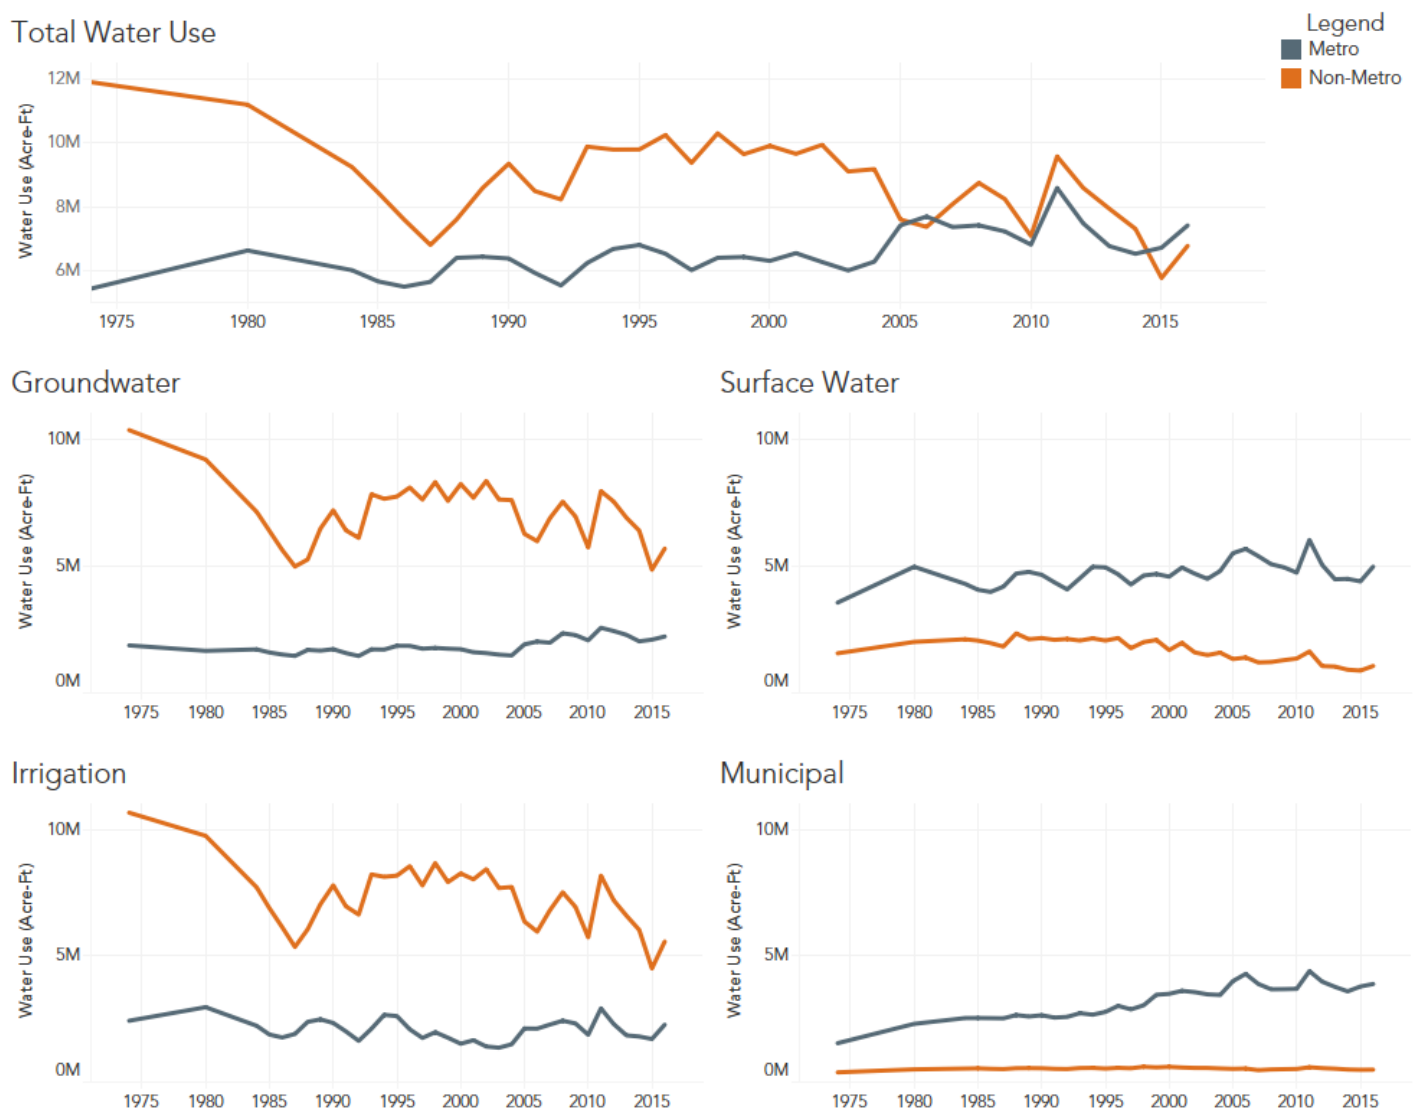 Total Water Use
Legend
Metro
Non-Metro
Water Use (Acre-Ft)
12M
10M
8M
6M
1975 1980 1985 1990 1995 2000 2005 2010 2015
Groundwater
Water Use (Acre-Ft)
10M
5M
0M
1975 1980 1985 1990 1995 2000 2005 2010 2015
Surface Water
Water Use (Acre-Ft)
10M
5M
0M
1975 1980 1985 1990 1995 2000 2005 2010 2015
Irrigation
Water Use (Acre-Ft)
10M
5M
0M
1975 1980 1985 1990 1995 2000 2005 2010 2015
Municipal
Water Use (Acre-Ft)
10M
5M
0M
1975 1980 1985 1990 1995 2000 2005 2010 2015